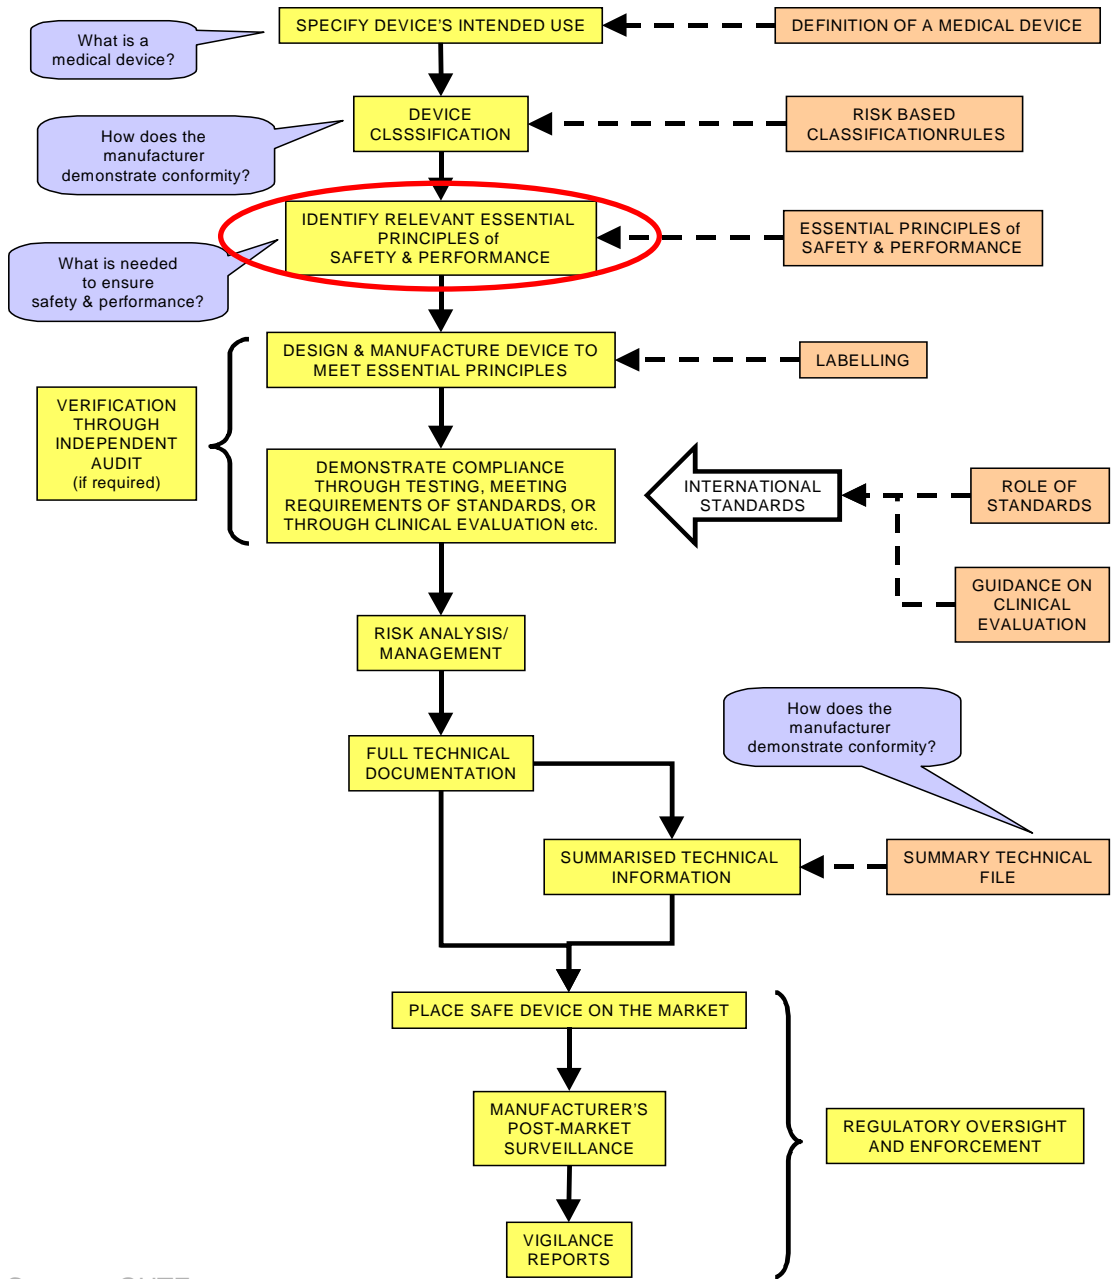 SPECIFY DEVICE'S INTENDED USE
DEFINITION OF A MEDICAL DEVICE
What is a
medical device?
DEVICE
CLSSSIFICATION
RISK BASED
CLASSIFICATIONRULES
How does the
manufacturer
demonstrate conformity?
IDENTIFY RELEVANT ESSENTIAL
PRINCIPLES of
SAFETY & PERFORMANCE
ESSENTIAL PRINCIPLES of
SAFETY & PERFORMANCE
What is needed
to ensure
safety & performance?
DESIGN & MANUFACTURE DEVICE TO
MEET ESSENTIAL PRINCIPLES
LABELLING
VERIFICATION
THROUGH
INDEPENDENT
AUDIT
(if required)
DEMONSTRATE COMPLIANCE
THROUGH TESTING, MEETING
REQUIREMENTS OF STANDARDS, OR
THROUGH CLINICAL EVALUATION etc.
INTERNATIONAL
STANDARDS
ROLE OF
STANDARDS
GUIDANCE ON
CLINICAL
EVALUATION
RISK ANALYSIS/
MANAGEMENT
How does the
manufacturer
demonstrate conformity?
FULL TECHNICAL
DOCUMENTATION
SUMMARISED TECHNICAL
INFORMATION
SUMMARY TECHNICAL
FILE
PLACE SAFE DEVICE ON THE MARKET
MANUFACTURER'S
POST-MARKET
SURVEILLANCE
REGULATORY OVERSIGHT
AND ENFORCEMENT
VIGILANCE
REPORTS